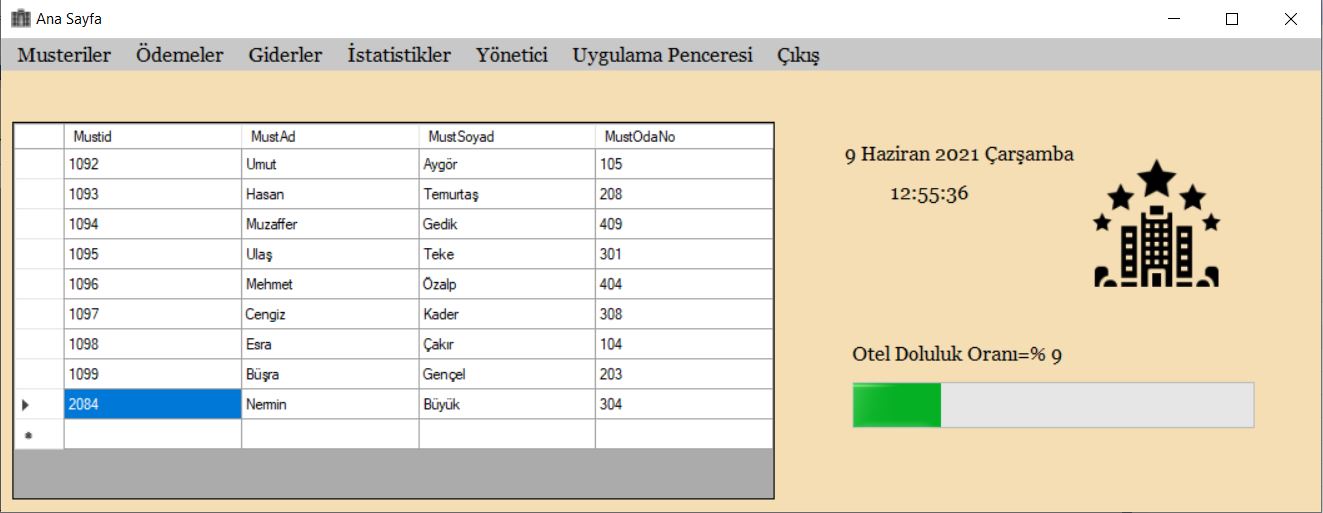 Ana Sayfa
Musteriler Ödemeler Giderler İstatistikler Yönetici Uygulama Penceresi Çıkış
Mustid MustAd MustSoyad MustOdaNo
1092 Umut Aygör 105
1093 Hasan Temurtaş 208
1094 Muzaffer Gedik 409
1095 Ulaş Teke 301
1096 Mehmet Özalp 404
1097 Cengiz Kader 308
1098 Esra Çakır 104
1099 Büşra Gençel 203
2084 Nermin Büyük 304
9 Haziran 2021 Çarşamba
12:55:36
Otel Doluluk Oranı=% 9